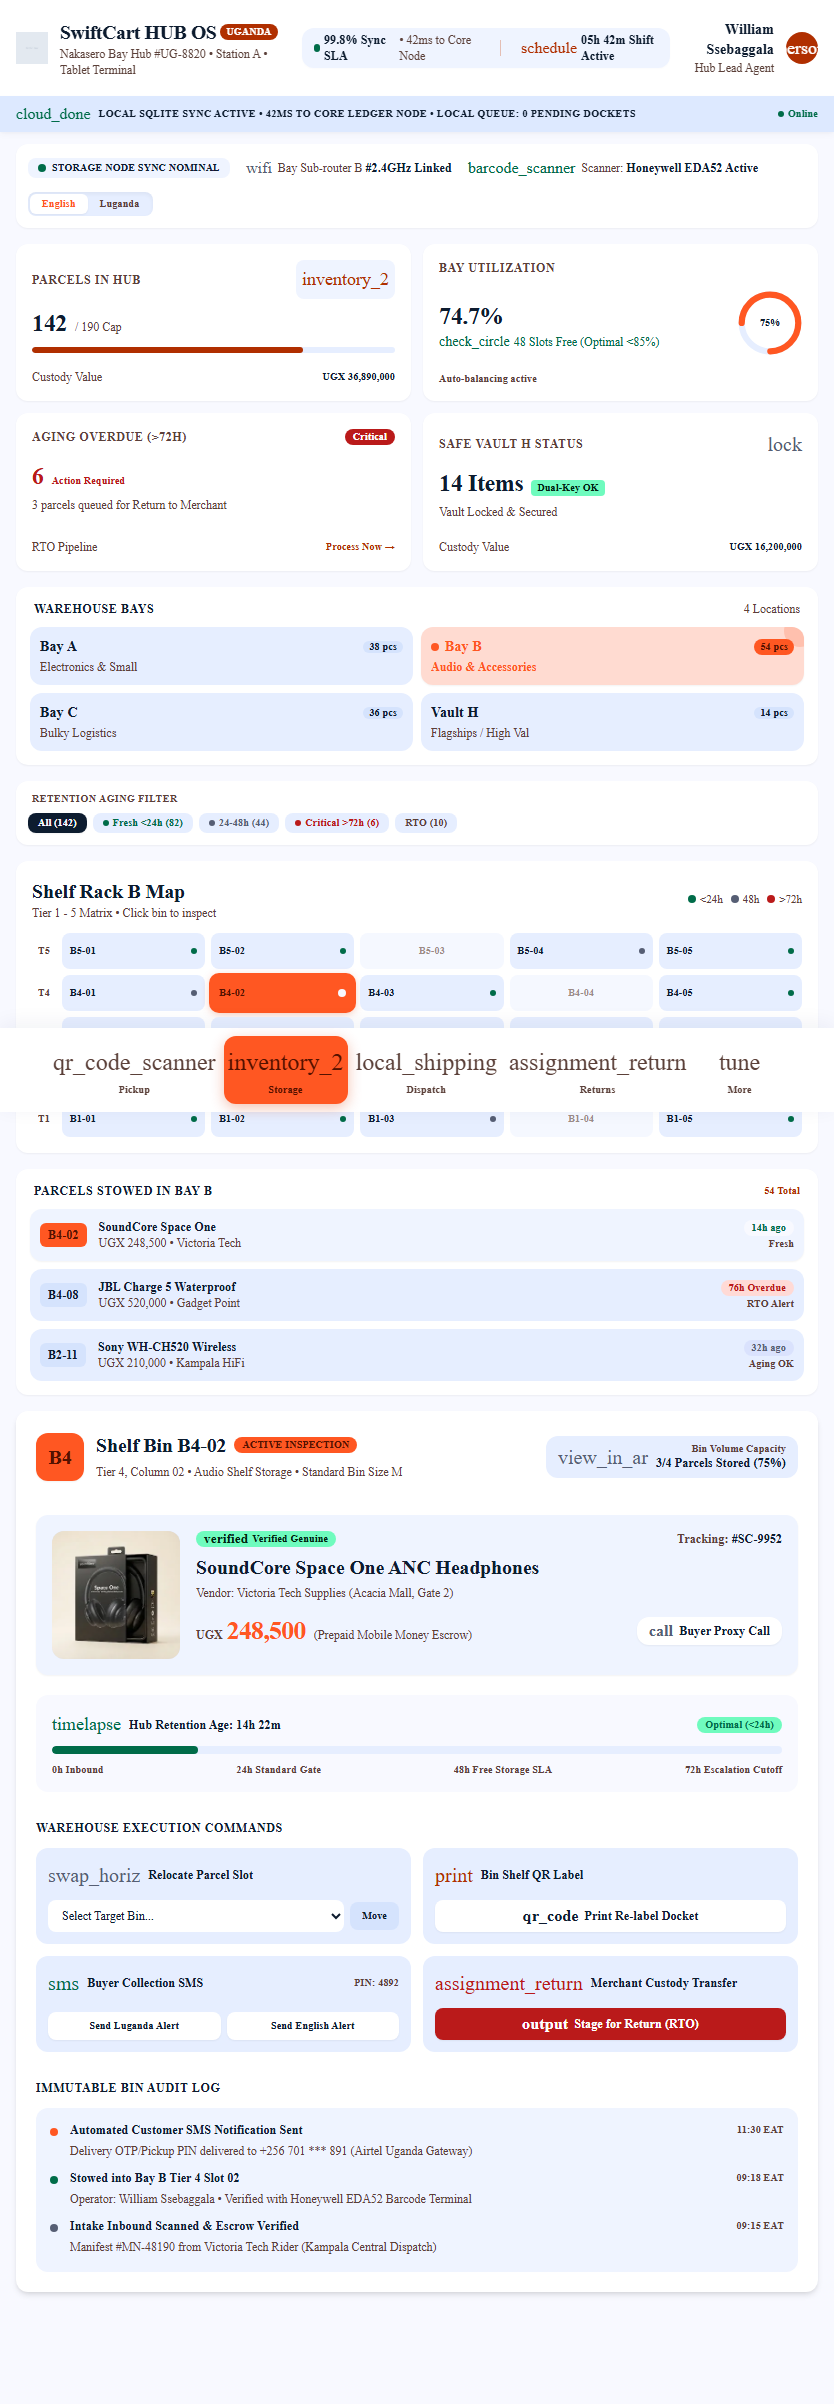 SwiftCart HUB OS UGANDA
Nakasero Bay Hub #UG-8820 • Station A •
Tablet Terminal
99.8% Sync
SLA
• 42ms to Core
Node
schedule 05h 42m Shift
Active
William
Ssebaggala
Hub Lead Agent
cloud_done LOCAL SQLITE SYNC ACTIVE • 42MS TO CORE LEDGER NODE • LOCAL QUEUE: 0 PENDING DOCKETS
Online
STORAGE NODE SYNC NOMINAL
wifi Bay Sub-router B #2.4GHz Linked
barcode_scanner Scanner: Honeywell EDA52 Active
English Luganda
PARCELS IN HUB
inventory_2
142 / 190 Cap
Custody Value UGX 36,890,000
BAY UTILIZATION
74.7%
check_circle 48 Slots Free (Optimal <85%)
75%
Auto-balancing active
AGING OVERDUE (>72H) Critical
6 Action Required
3 parcels queued for Return to Merchant
RTO Pipeline Process Now →
SAFE VAULT H STATUS lock
14 Items Dual-Key OK
Vault Locked & Secured
Custody Value UGX 16,200,000
WAREHOUSE BAYS 4 Locations
Bay A 38 pcs
Electronics & Small
Bay B 54 pcs
Audio & Accessories
Bay C 36 pcs
Bulky Logistics
Vault H 14 pcs
Flagships / High Val
RETENTION AGING FILTER
All (142) Fresh <24h (82) 24-48h (44) Critical >72h (6) RTO (10)
Shelf Rack B Map
Tier 1 - 5 Matrix • Click bin to inspect
<24h 48h >72h
T5 B5-01 B5-02 B5-03 B5-04 B5-05
T4 B4-01 B4-02 B4-03 B4-04 B4-05
qr_code_scanner inventory_2 local_shipping assignment_return tune
Pickup Storage Dispatch Returns More
T1 B1-01 B1-02 B1-03 B1-04 B1-05
PARCELS STOWED IN BAY B 54 Total
B4-02 SoundCore Space One 14h ago
UGX 248,500 • Victoria Tech Fresh
B4-08 JBL Charge 5 Waterproof 76h Overdue
UGX 520,000 • Gadget Point RTO Alert
B2-11 Sony WH-CH520 Wireless 32h ago
UGX 210,000 • Kampala HiFi Aging OK
B4 Shelf Bin B4-02 ACTIVE INSPECTION
Tier 4, Column 02 • Audio Shelf Storage • Standard Bin Size M
view_in_ar Bin Volume Capacity
3/4 Parcels Stored (75%)
Space One
verified Verified Genuine
Tracking: #SC-9952
SoundCore Space One ANC Headphones
Vendor: Victoria Tech Supplies (Acacia Mall, Gate 2)
UGX 248,500 (Prepaid Mobile Money Escrow)
call Buyer Proxy Call
timelapse Hub Retention Age: 14h 22m Optimal (<24h)
0h Inbound 24h Standard Gate 48h Free Storage SLA 72h Escalation Cutoff
WAREHOUSE EXECUTION COMMANDS
swap_horiz Relocate Parcel Slot
Select Target Bin... Move
print Bin Shelf QR Label
qr_code Print Re-label Docket
sms Buyer Collection SMS PIN: 4892
Send Luganda Alert Send English Alert
assignment_return Merchant Custody Transfer
output Stage for Return (RTO)
IMMUTABLE BIN AUDIT LOG
Automated Customer SMS Notification Sent 11:30 EAT
Delivery OTP/Pickup PIN delivered to +256 701 *** 891 (Airtel Uganda Gateway)
Stowed into Bay B Tier 4 Slot 02 09:18 EAT
Operator: William Ssebaggala • Verified with Honeywell EDA52 Barcode Terminal
Intake Inbound Scanned & Escrow Verified 09:15 EAT
Manifest #MN-48190 from Victoria Tech Rider (Kampala Central Dispatch)